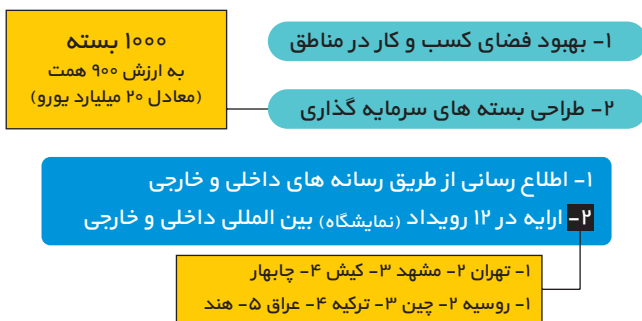 ۱- بهبود فضای کسب و کار در مناطق
۲- طراحی بسته های سرمایه گذاری
۱۰۰۰ بسته
به ارزش ۹۰۰ همت
(معادل ۲۰ میلیارد یورو)
۱- اطلاع رسانی از طریق رسانه های داخلی و خارجی
۲- ارایه در ۱۲ رویداد (نمایشگاه) بین المللی داخلی و خارجی
۱- تهران ۲- مشهد ۳- کیش ۴- چابهار
۱- روسیه ۲- چین ۳- ترکیه ۴- عراق ۵- هند